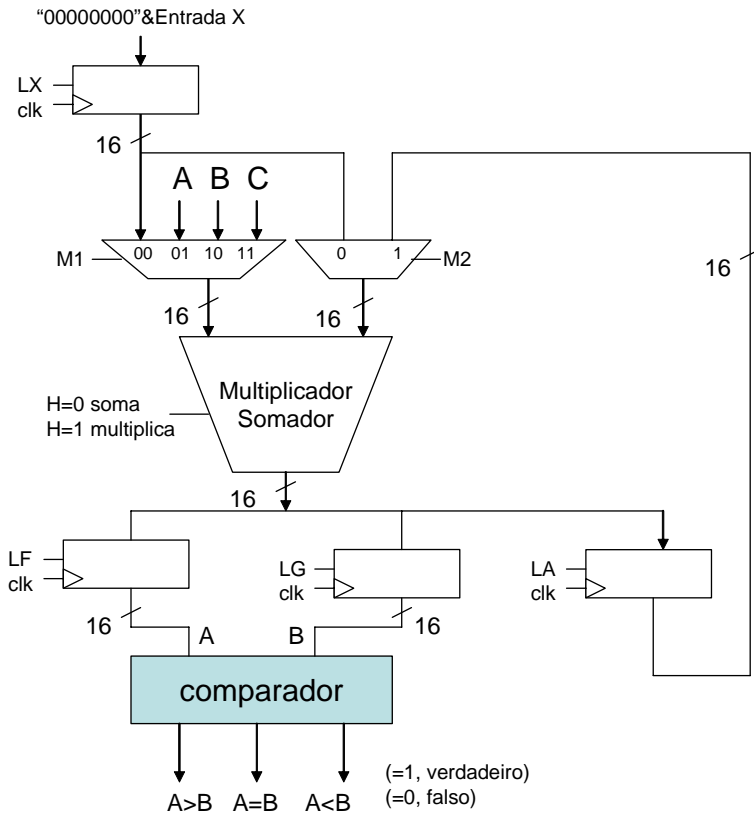 “00000000”&Entrada X
LX
clk
16
A B C
M1
00 01 10 11
0 1
M2
16
16
16
Multiplicador
Somador
H=0 soma
H=1 multiplica
16
LF
clk
LG
clk
LA
clk
16
A
B
16
comparador
A>B A=B A<B
(=1, verdadeiro)
(=0, falso)